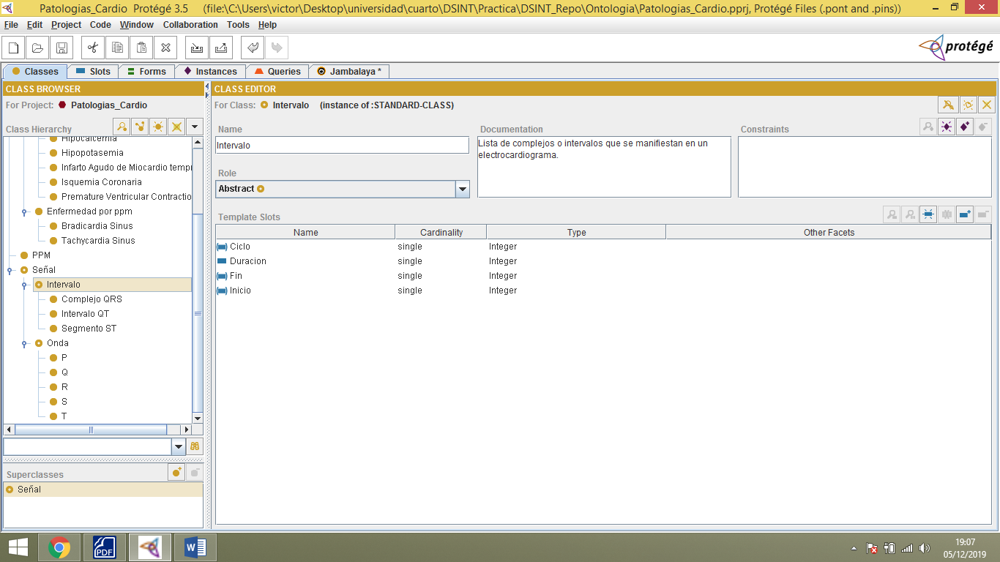 Patologias_Cardio Protégé 3.5 (file:\C:\Users\victor\Desktop\universidad\cuarto\DSINT\Practica\DSINT_Repo\Ontologia\Patologias_Cardio.pprj, Protégé Files (.pont and .pins))
File Edit Project Code Window Collaboration Tools Help
protégé
Classes Slots Forms Instances Queries Jambalaya *
CLASS BROWSER
For Project: Patologias_Cardio
Class Hierarchy
Hipocalcemia
Hipopotasemia
Infarto Agudo de Miocardio tempr
Isquemia Coronaria
Premature Ventricular Contractio
Enfermedad por ppm
Bradicardia Sinus
Tachycardia Sinus
PPM
Señal
Intervalo
Complejo QRS
Intervalo QT
Segmento ST
Onda
P
Q
R
S
T
Superclasses
Señal
CLASS EDITOR
For Class: Intervalo (instance of :STANDARD-CLASS)
Name
Intervalo
Role
Abstract
Documentation
Lista de complejos o intervalos que se manifiestan en un
electrocardiograma.
Constraints
Template Slots
Name Cardinality Type Other Facets
Ciclo single Integer
Duracion single Integer
Fin single Integer
Inicio single Integer
PDF
19:07
05/12/2019